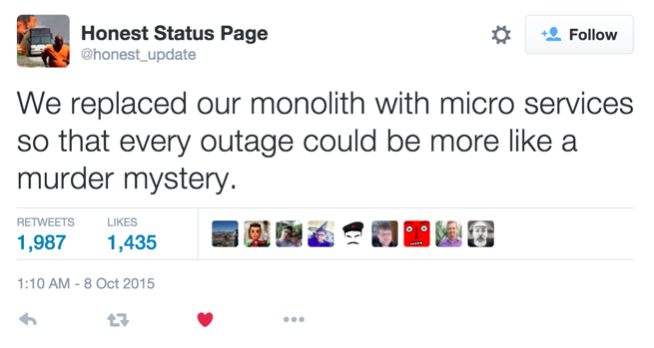 Honest Status Page
@honest_update
Follow
We replaced our monolith with micro services
so that every outage could be more like a
murder mystery.
RETWEETS LIKES
1,987 1,435
1:10 AM - 8 Oct 2015